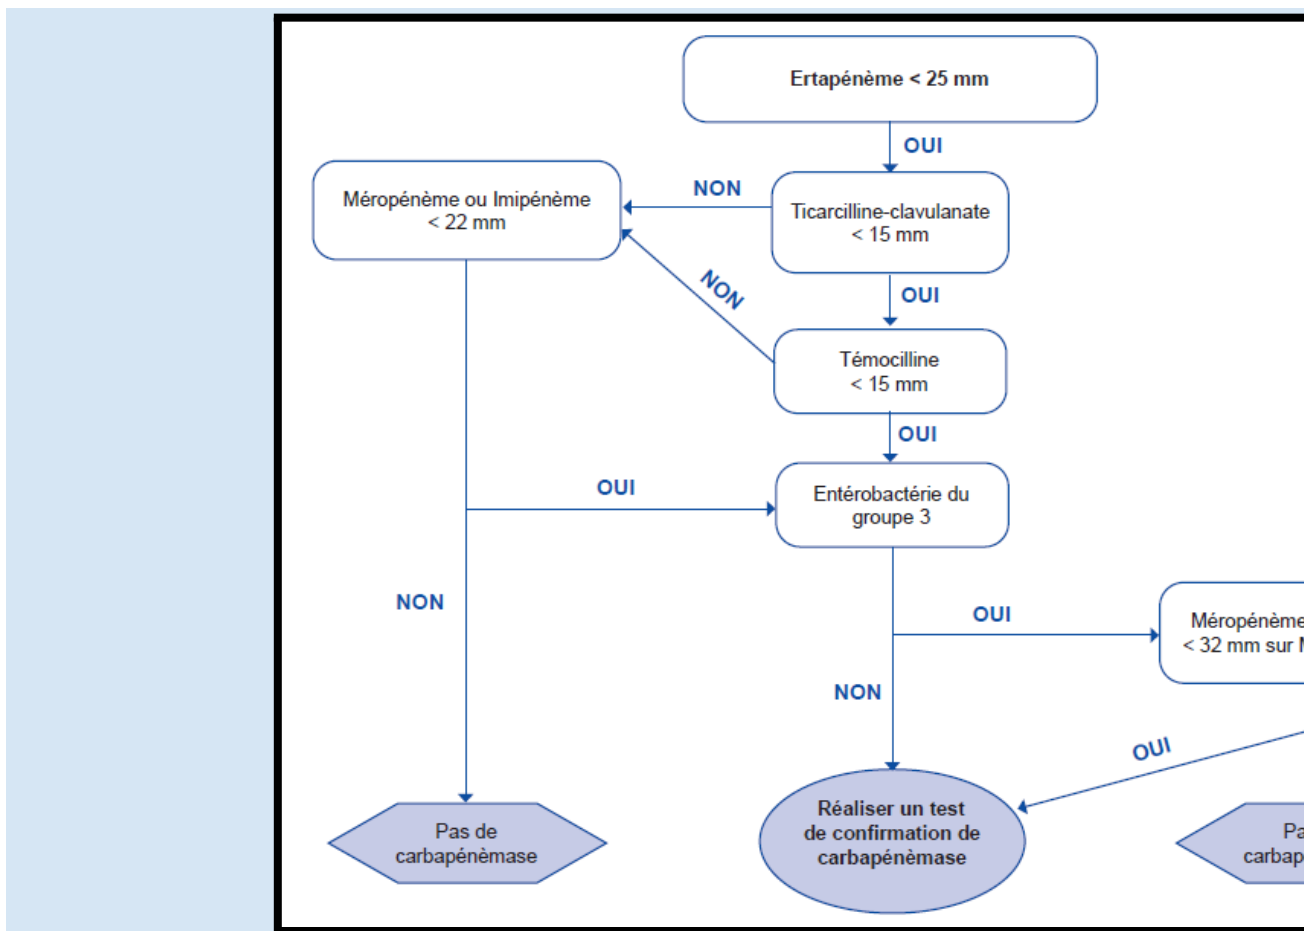 Ertapénème < 25 mm
OUI
Méropénème ou Imipénème
< 22 mm
NON
Ticarcilline-clavulanate
< 15 mm
NON
OUI
Témocilline
< 15 mm
OUI
OUI
Entérobactérie du
groupe 3
NON
OUI
Méropénème
< 32 mm sur
NON
OUI
Pas de
carbapénèmase
Réaliser un test
de confirmation de
carbapénèmase